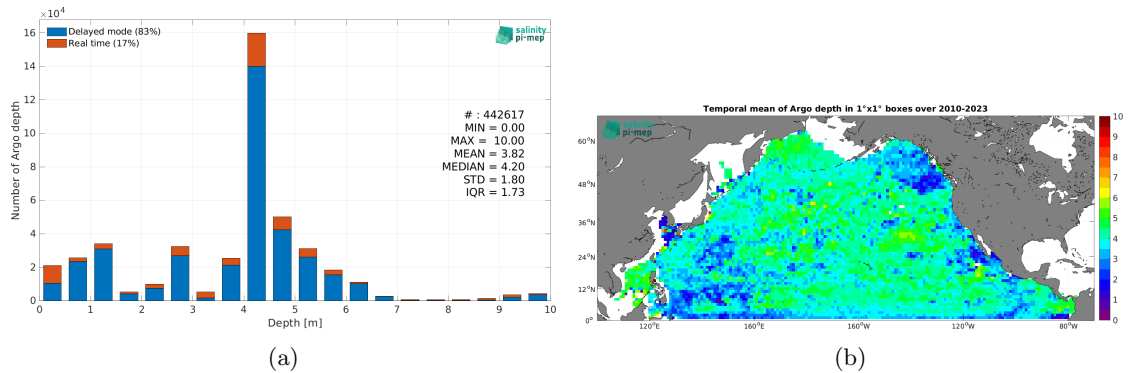 ×10⁴
Delayed mode (83%)
Real time (17%)
salinity
pi-mep
16
14
12
10
8
6
4
2
0
Number of Argo depth
# : 442617
MIN = 0.00
MAX = 10.00
MEAN = 3.82
MEDIAN = 4.20
STD = 1.80
IQR = 1.73
0 1 2 3 4 5 6 7 8 9 10
Depth [m]
(a)
Temporal mean of Argo depth in 1°x1° boxes over 2010-2023
salinity
pi-mep
60°N
48°N
36°N
24°N
12°N
0°
120°E 160°E 160°W 120°W 80°W
10
9
8
7
6
5
4
3
2
1
0
(b)